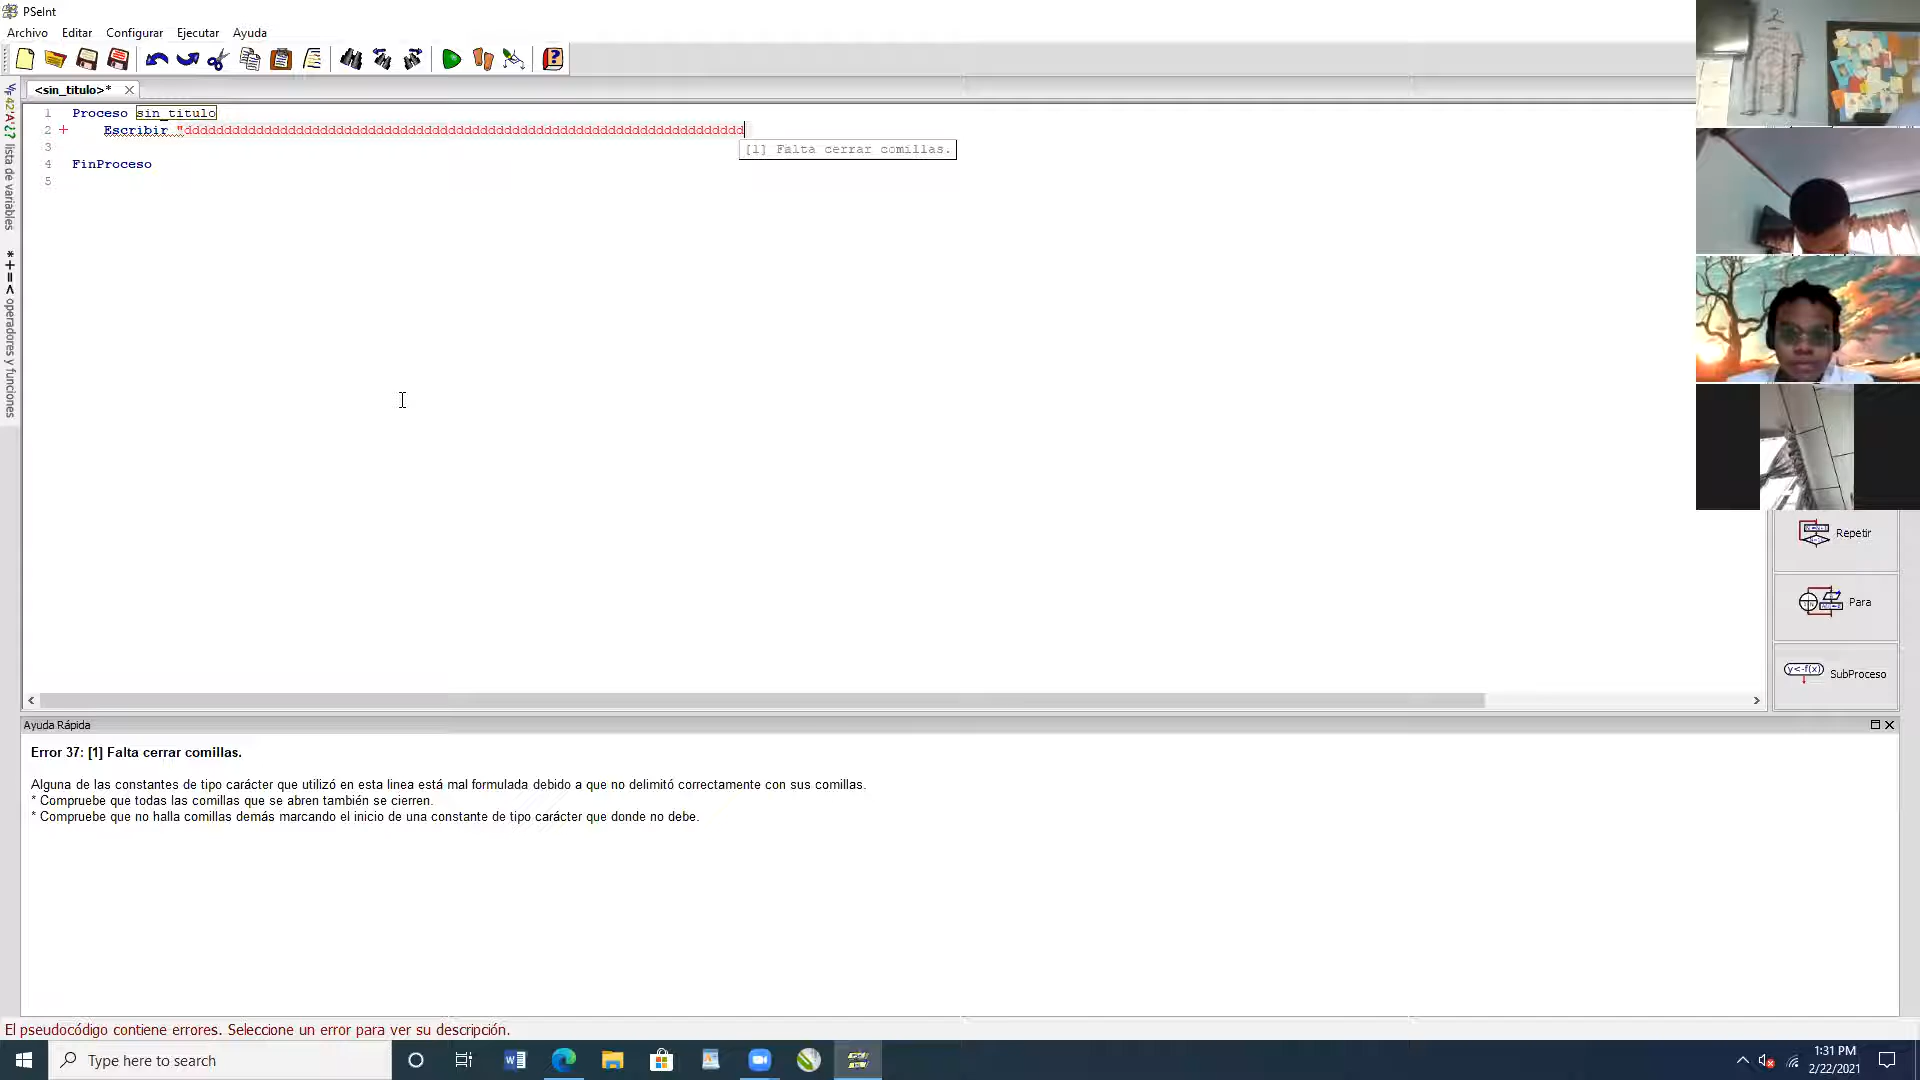 PSeInt
Archivo Editar Configurar Ejecutar Ayuda
<sin_titulo>*
1 Proceso sin_titulo
2 Escribir "dddddddddddddddddddddddddddddddddddddddddddddddddddddddddddddddddddddd
3
[1] Falta cerrar comillas.
4 FinProceso
5
lista de variables
*+=< operadores y funciones
Repetir
Para
y<-f(x) SubProceso
Ayuda Rápida
Error 37: [1] Falta cerrar comillas.
Alguna de las constantes de tipo carácter que utilizó en esta linea está mal formulada debido a que no delimitó correctamente con sus comillas.
* Compruebe que todas las comillas que se abren también se cierren.
* Compruebe que no halla comillas demás marcando el inicio de una constante de tipo carácter que donde no debe.
El pseudocódigo contiene errores. Seleccione un error para ver su descripción.
Type here to search
1:31 PM
2/22/2021